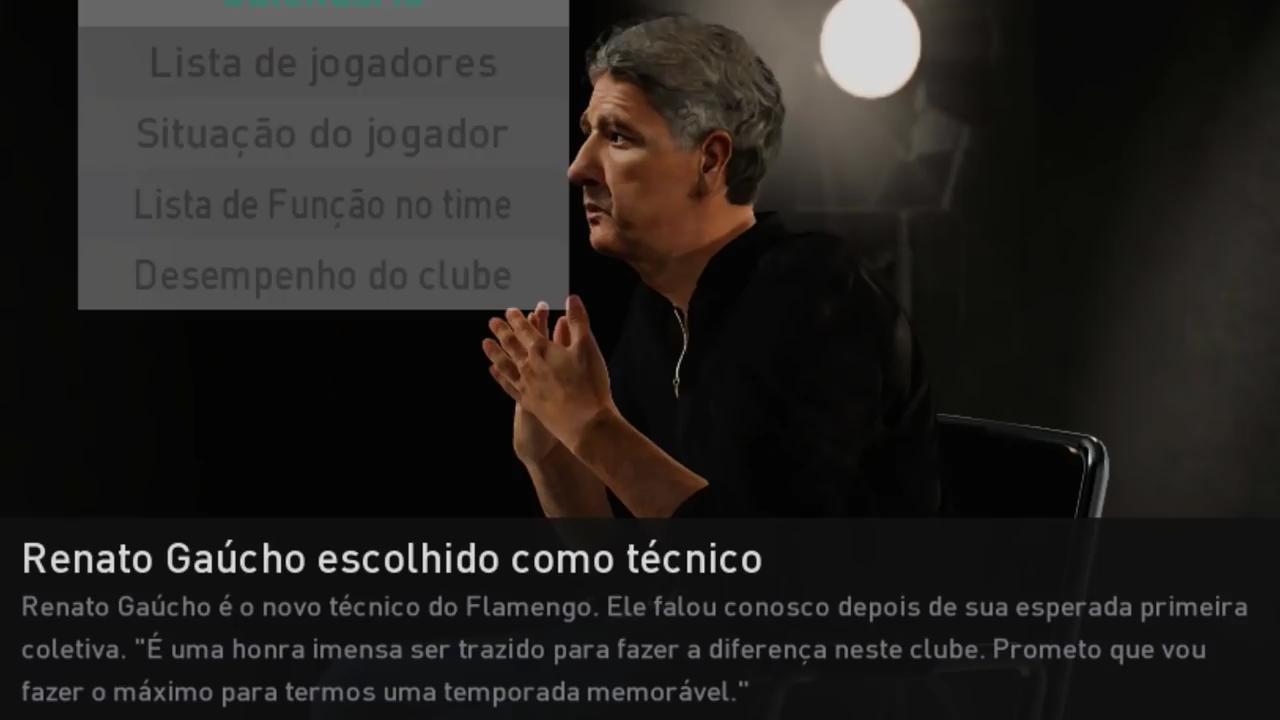 Lista de jogadores
Situação do jogador
Lista de Função no time
Desempenho do clube
Renato Gaúcho escolhido como técnico
Renato Gaúcho é o novo técnico do Flamengo. Ele falou conosco depois de sua esperada primeira
coletiva. "É uma honra imensa ser trazido para fazer a diferença neste clube. Prometo que vou
fazer o máximo para termos uma temporada memorável."